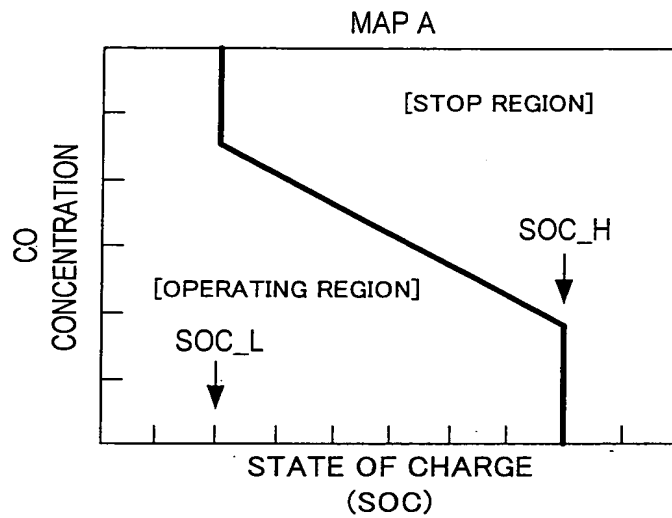 MAP A
[STOP REGION]
CO
CONCENTRATION
SOC_H
[OPERATING REGION]
SOC_L
STATE OF CHARGE
(SOC)